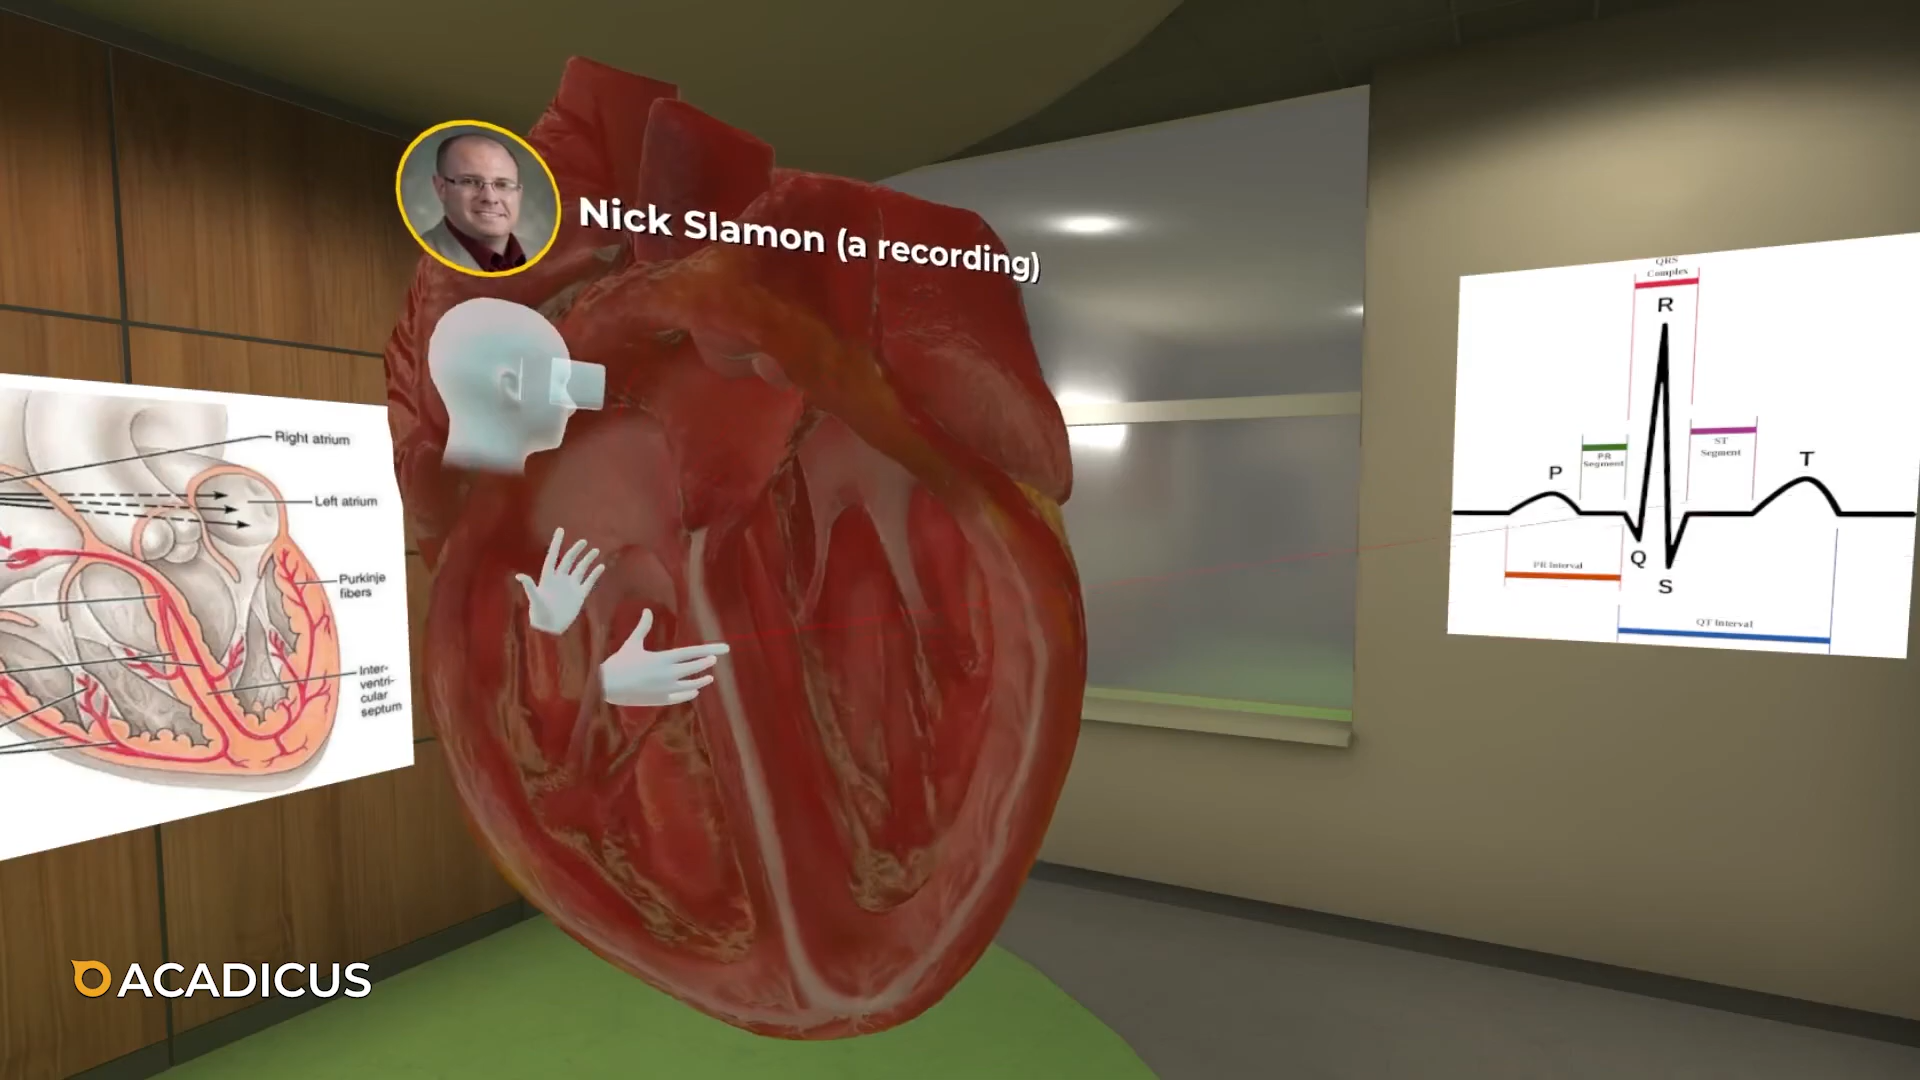 Nick Slamon (a recording)
Right atrium
Left atrium
Purkinje
fibers
Inter-
ventri-
cular
septum
QRS
Complex
R
P
PR
Segment
ST
Segment
T
Q
S
PR Interval
QT Interval
ACADICUS